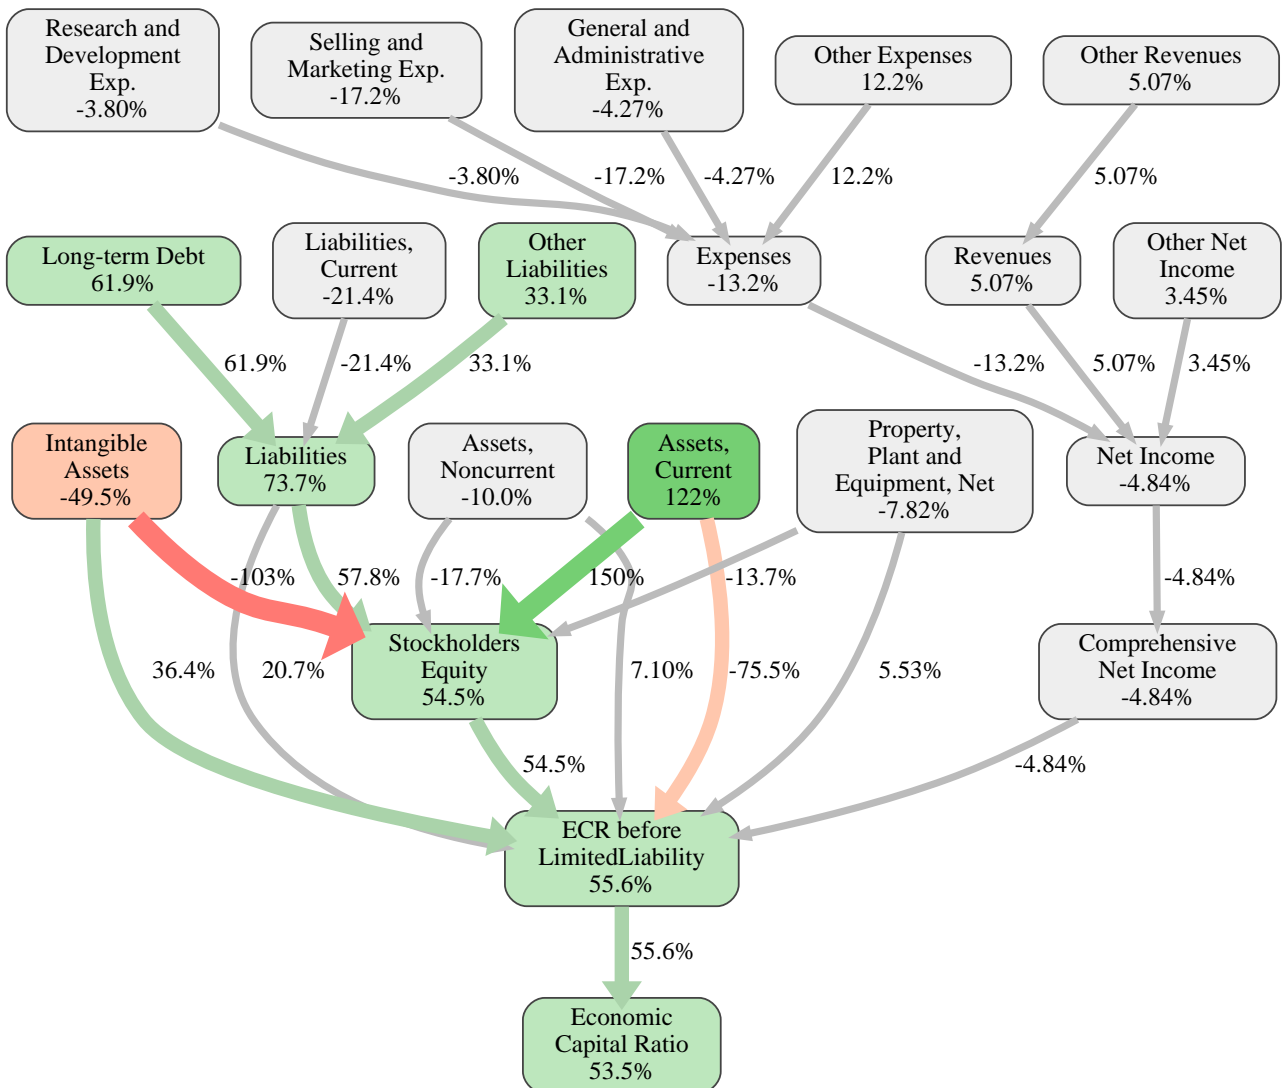 Research and
Development
Exp.
-3.80%
Selling and
Marketing Exp.
-17.2%
General and
Administrative
Exp.
-4.27%
Other Expenses
12.2%
Other Revenues
5.07%
-3.80%
-17.2%
-4.27%
12.2%
5.07%
Long-term Debt
61.9%
Liabilities,
Current
-21.4%
Other
Liabilities
33.1%
Expenses
-13.2%
Revenues
5.07%
Other Net
Income
3.45%
61.9%
-21.4%
33.1%
-13.2%
5.07%
3.45%
Intangible
Assets
-49.5%
Liabilities
73.7%
Assets,
Noncurrent
-10.0%
Assets,
Current
122%
Property,
Plant and
Equipment, Net
-7.82%
Net Income
-4.84%
-103%
57.8%
-17.7%
150%
-13.7%
-4.84%
Stockholders
Equity
54.5%
Comprehensive
Net Income
-4.84%
36.4%
20.7%
7.10%
-75.5%
5.53%
54.5%
-4.84%
ECR before
LimitedLiability
55.6%
55.6%
Economic
Capital Ratio
53.5%